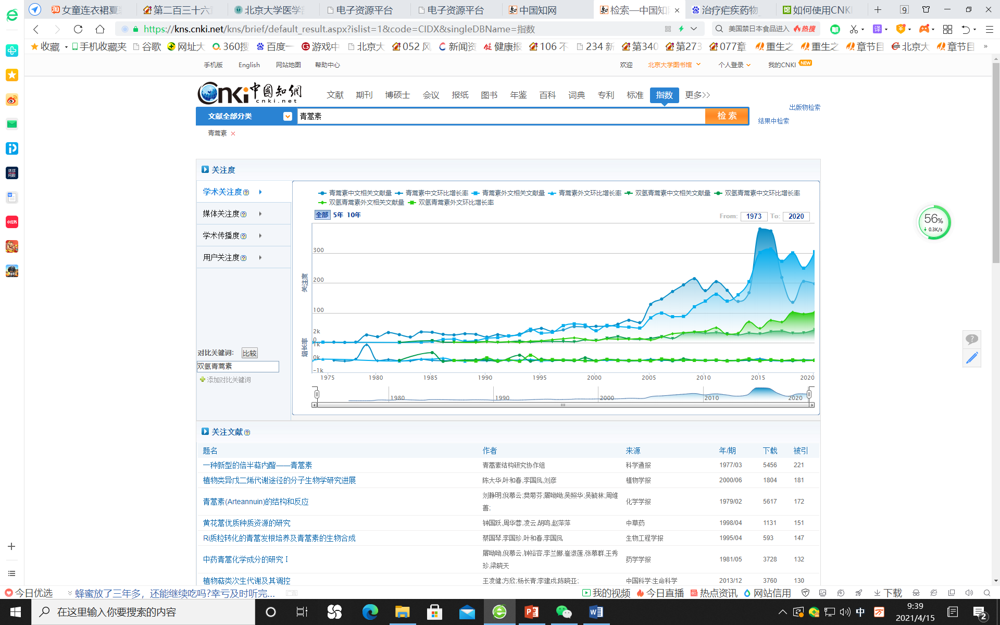 女童连衣裙夏
第二百三十六
北京大学医学
电子资源平台
电子资源平台
中国知网
检索—中国知
治疗疟疾药物
如何使用CNK
9
https://kns.cnki.net/kns/brief/default_result.aspx?islist=1&code=CIDX&singleDBName=指数
美国禁日本食品进入 热搜
收藏 手机收藏夹 谷歌 网址大 360搜 百度一 游戏中 北京大 052 风 新闻资 健康报 106 不 234 新 第340 第273 077章 重生之 重生之 章节目 北京大 章节目 »
手机版 English 网站地图 帮助中心
欢迎 北京大学图书馆 个人登录 我的CNKI NEW
Cnki中国知網
cnki.net
文献 期刊 博硕士 会议 报纸 图书 年鉴 百科 词典 专利 标准 指数 更多>>
文献全部分类 青蒿素 检 索
出版物检索
结果中检索
青蒿素 ×
关注度
学术关注度
媒体关注度
学术传播度
用户关注度
对比关键词: 比较
双氢青蒿素
添加对比关键词
青蒿素中文相关文献量 青蒿素中文环比增长率 青蒿素外文相关文献量 青蒿素外文环比增长率 双氢青蒿素中文相关文献量 双氢青蒿素中文环比增长率
双氢青蒿素外文相关文献量 双氢青蒿素外文环比增长率
全部 5年 10年
From: 1973 To: 2020
关注度
300
200
100
0
增长率
2k
1k
0k
-1k
1975 1980 1985 1990 1995 2000 2005 2010 2015 2020
1980 1990 2000 2010 2020
关注文献
题名 作者 来源 年/期 下载 被引
一种新型的倍半萜内酯——青蒿素 青蒿素结构研究协作组 科学通报 1977/03 5456 221
植物类异戊二烯代谢途径的分子生物学研究进展 陈大华,叶和春,李国凤,刘彦 植物学报 2000/06 1804 181
青蒿素(Arteannuin)的结构和反应 刘静明;倪慕云;樊菊芬;屠呦呦;吴照华;吴毓林;周维善; 化学学报 1979/02 5617 172
黄花蒿优质种质资源的研究 钟国跃,周华蓉,凌云,胡鸣,赵萍萍 中草药 1998/04 1131 151
Ri质粒转化的青蒿发根培养及青蒿素的生物合成 蔡国琴,李国珍,叶和春,李国凤 生物工程学报 1995/04 593 147
中药青蒿化学成分的研究Ⅰ 屠呦呦,倪慕云,钟裕容,李兰娜,崔淑莲,张慕群,王秀珍,梁晓天 药学学报 1981/05 3728 132
植物萜类次生代谢及其调控 王凌健;方欣;杨长青;李建戌;陈晓亚; 中国科学:生命科学 2013/12 3760 130
56%
0.3K/s
今日优选 蜂蜜放了三年多，还能继续吃吗?幸亏及时听完...
我的视频 今日直播 热点资讯 网站信用 下载
在这里输入你要搜索的内容
中
9:39
2021/4/15
2